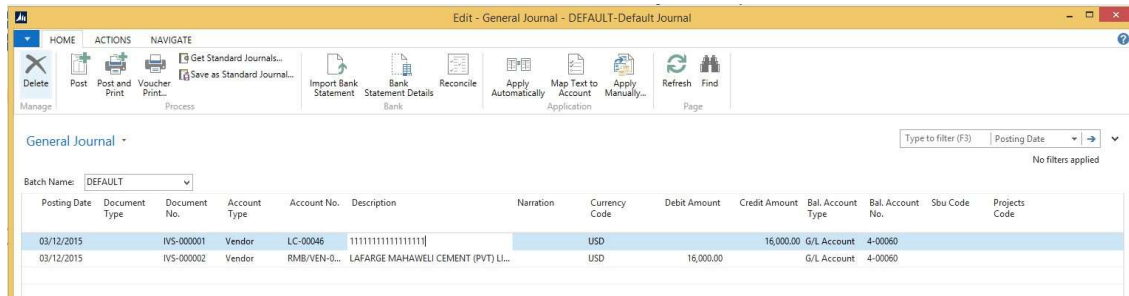 Edit - General Journal - DEFAULT-Default Journal
HOME ACTIONS NAVIGATE
Delete
Post
Post and Print
Voucher Print...
Get Standard Journals...
Save as Standard Journal...
Import Bank Statement
Bank Statement Details
Reconcile
Apply Automatically
Map Text to Account
Apply Manually...
Refresh
Find
Manage Process Bank Application Page
General Journal
Type to filter (F3) Posting Date
No filters applied
Batch Name: DEFAULT
Posting Date Document Type Document No. Account Type Account No. Description Narration Currency Code Debit Amount Credit Amount Bal. Account Type Bal. Account No. Sbu Code Projects Code
03/12/2015 IVS-000001 Vendor LC-00046 11111111111111111 USD 16,000.00 G/L Account 4-00060
03/12/2015 IVS-000002 Vendor RMB/VEN-0... LAFARGE MAHAWELI CEMENT (PVT) LI... USD 16,000.00 G/L Account 4-00060